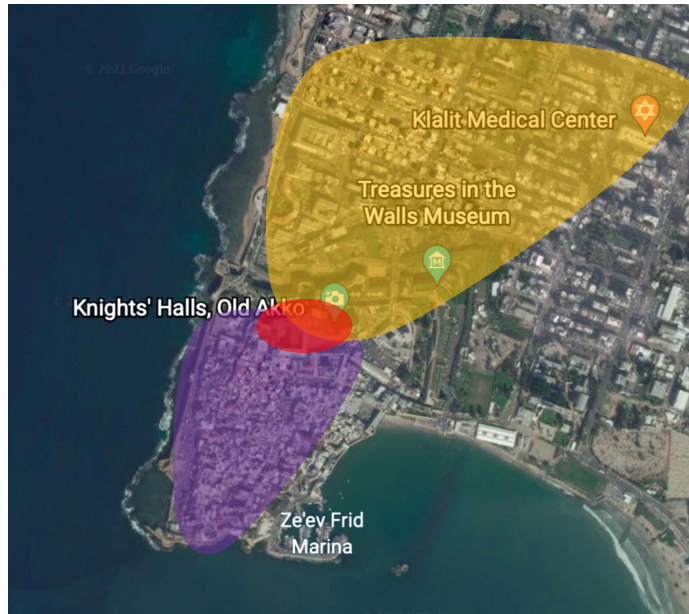 © 2021 Google
Klalit Medical Center
Treasures in the
Walls Museum
M
Knights' Halls, Old Akko
Ze'ev Frid
Marina